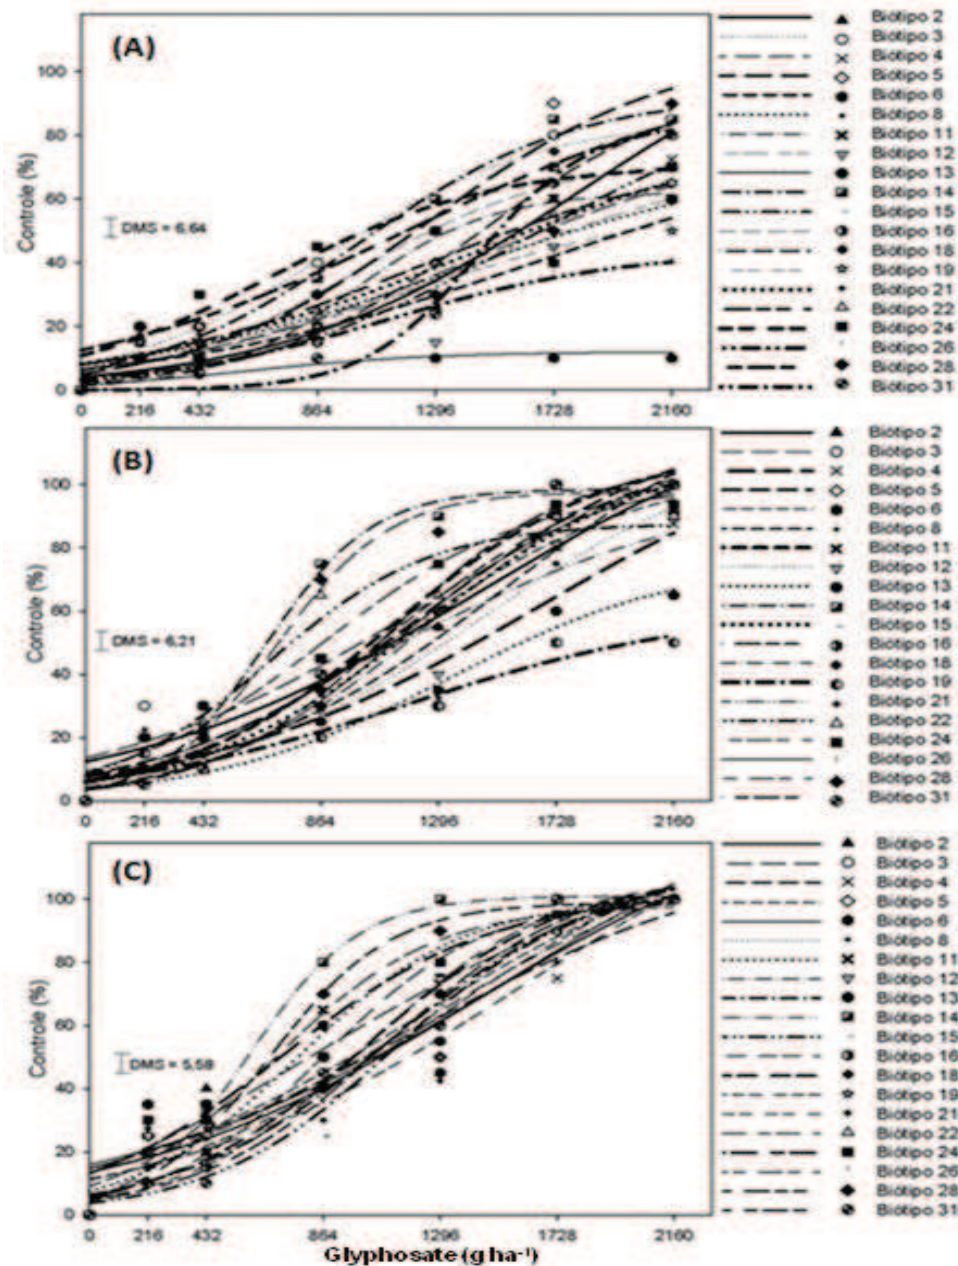 (A)
Controle (%)
100
80
60
40
20
0
DMS = 6,64
0 216 432 864 1296 1728 2160
Biótipo 2
Biótipo 3
Biótipo 4
Biótipo 5
Biótipo 6
Biótipo 8
Biótipo 11
Biótipo 12
Biótipo 13
Biótipo 14
Biótipo 15
Biótipo 16
Biótipo 18
Biótipo 19
Biótipo 21
Biótipo 22
Biótipo 24
Biótipo 26
Biótipo 28
Biótipo 31
(B)
Controle (%)
100
80
60
40
20
0
DMS = 6,21
0 216 432 864 1296 1728 2160
Biótipo 2
Biótipo 3
Biótipo 4
Biótipo 5
Biótipo 6
Biótipo 8
Biótipo 11
Biótipo 12
Biótipo 13
Biótipo 14
Biótipo 15
Biótipo 16
Biótipo 18
Biótipo 19
Biótipo 21
Biótipo 22
Biótipo 24
Biótipo 26
Biótipo 28
Biótipo 31
(C)
Controle (%)
100
80
60
40
20
0
DMS = 5,59
0 216 432 864 1296 1728 2160
Glyphosate (g ha⁻¹)
Biótipo 2
Biótipo 3
Biótipo 4
Biótipo 5
Biótipo 6
Biótipo 8
Biótipo 11
Biótipo 12
Biótipo 13
Biótipo 14
Biótipo 15
Biótipo 16
Biótipo 18
Biótipo 19
Biótipo 21
Biótipo 22
Biótipo 24
Biótipo 26
Biótipo 28
Biótipo 31